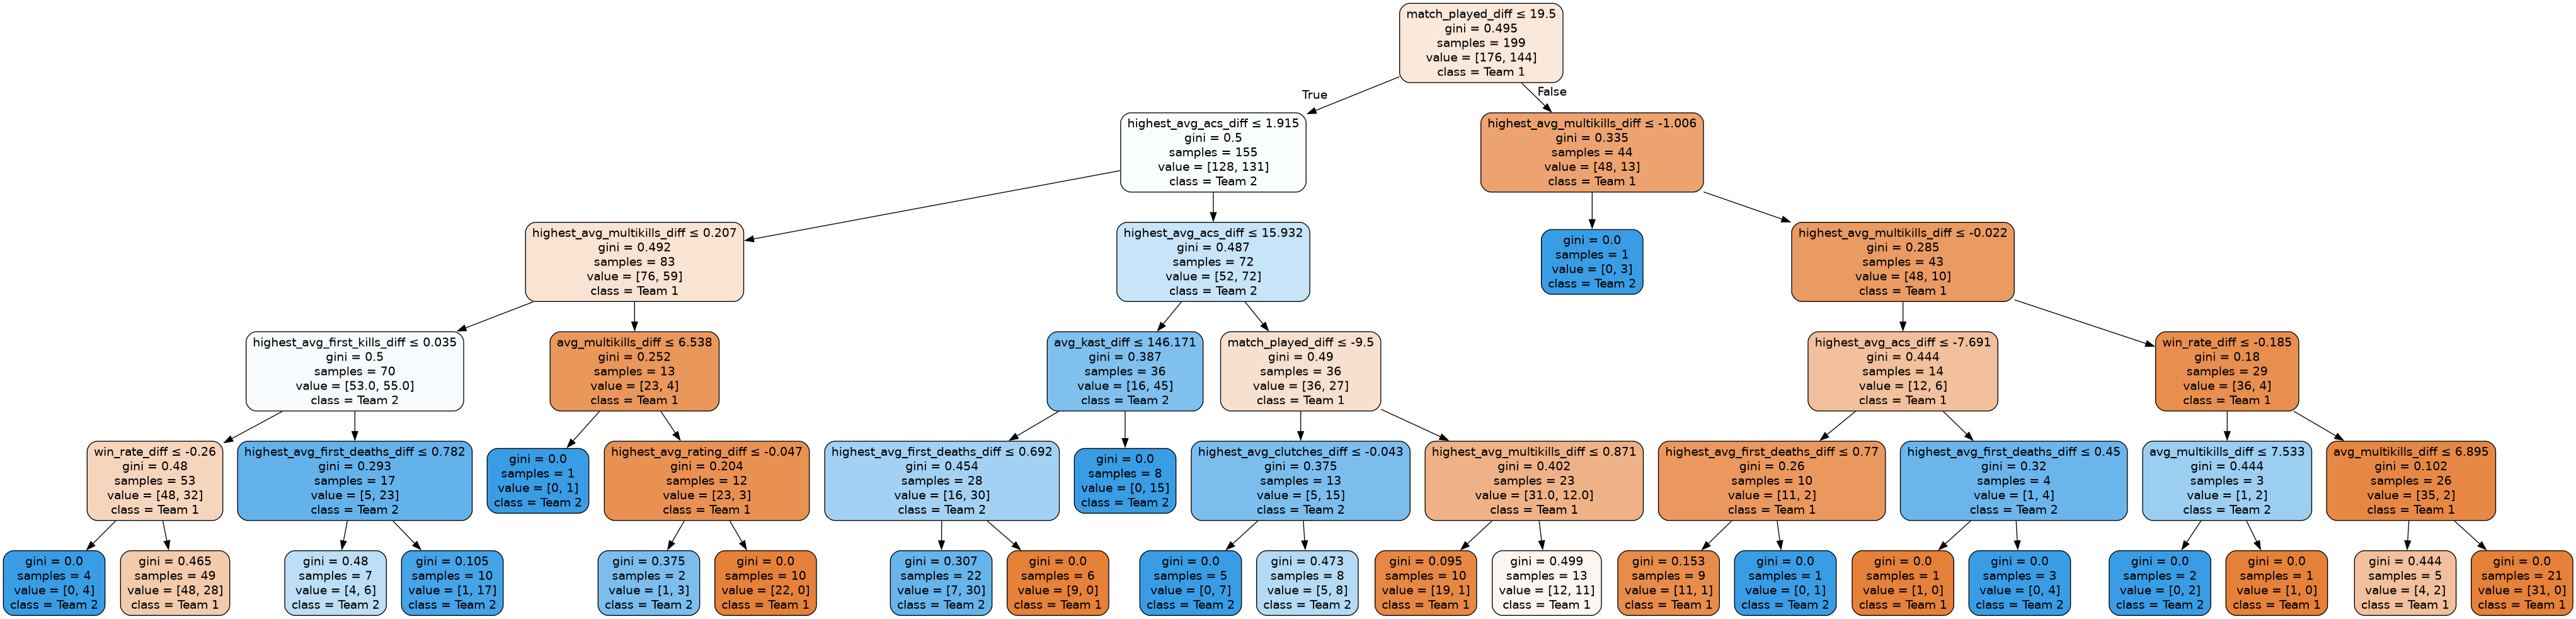 match_played_diff ≤ 19.5
gini = 0.495
samples = 199
value = [176, 144]
class = Team 1
True
False
highest_avg_acs_diff ≤ 1.915
gini = 0.5
samples = 155
value = [128, 131]
class = Team 2
highest_avg_multikills_diff ≤ -1.006
gini = 0.335
samples = 44
value = [48, 13]
class = Team 1
highest_avg_multikills_diff ≤ 0.207
gini = 0.492
samples = 83
value = [76, 59]
class = Team 1
highest_avg_acs_diff ≤ 15.932
gini = 0.487
samples = 72
value = [52, 72]
class = Team 2
gini = 0.0
samples = 1
value = [0, 3]
class = Team 2
highest_avg_multikills_diff ≤ -0.022
gini = 0.285
samples = 43
value = [48, 10]
class = Team 1
highest_avg_first_kills_diff ≤ 0.035
gini = 0.5
samples = 70
value = [53.0, 55.0]
class = Team 2
avg_multikills_diff ≤ 6.538
gini = 0.252
samples = 13
value = [23, 4]
class = Team 1
avg_kast_diff ≤ 146.171
gini = 0.387
samples = 36
value = [16, 45]
class = Team 2
match_played_diff ≤ -9.5
gini = 0.49
samples = 36
value = [36, 27]
class = Team 1
highest_avg_acs_diff ≤ -7.691
gini = 0.444
samples = 14
value = [12, 6]
class = Team 1
win_rate_diff ≤ -0.185
gini = 0.18
samples = 29
value = [36, 4]
class = Team 1
win_rate_diff ≤ -0.26
gini = 0.48
samples = 53
value = [48, 32]
class = Team 1
highest_avg_first_deaths_diff ≤ 0.782
gini = 0.293
samples = 17
value = [5, 23]
class = Team 2
gini = 0.0
samples = 1
value = [0, 1]
class = Team 2
highest_avg_rating_diff ≤ -0.047
gini = 0.204
samples = 12
value = [23, 3]
class = Team 1
highest_avg_first_deaths_diff ≤ 0.692
gini = 0.454
samples = 28
value = [16, 30]
class = Team 2
gini = 0.0
samples = 8
value = [0, 15]
class = Team 2
highest_avg_clutches_diff ≤ -0.043
gini = 0.375
samples = 13
value = [5, 15]
class = Team 2
highest_avg_multikills_diff ≤ 0.871
gini = 0.402
samples = 23
value = [31.0, 12.0]
class = Team 1
highest_avg_first_deaths_diff ≤ 0.77
gini = 0.26
samples = 10
value = [11, 2]
class = Team 1
highest_avg_first_deaths_diff ≤ 0.45
gini = 0.32
samples = 4
value = [1, 4]
class = Team 2
avg_multikills_diff ≤ 7.533
gini = 0.444
samples = 3
value = [1, 2]
class = Team 2
avg_multikills_diff ≤ 6.895
gini = 0.102
samples = 26
value = [35, 2]
class = Team 1
gini = 0.0
samples = 4
value = [0, 4]
class = Team 2
gini = 0.465
samples = 49
value = [48, 28]
class = Team 1
gini = 0.48
samples = 7
value = [4, 6]
class = Team 2
gini = 0.105
samples = 10
value = [1, 17]
class = Team 2
gini = 0.375
samples = 2
value = [1, 3]
class = Team 2
gini = 0.0
samples = 10
value = [22, 0]
class = Team 1
gini = 0.307
samples = 22
value = [7, 30]
class = Team 2
gini = 0.0
samples = 6
value = [9, 0]
class = Team 1
gini = 0.0
samples = 5
value = [0, 7]
class = Team 2
gini = 0.473
samples = 8
value = [5, 8]
class = Team 2
gini = 0.095
samples = 10
value = [19, 1]
class = Team 1
gini = 0.499
samples = 13
value = [12, 11]
class = Team 1
gini = 0.153
samples = 9
value = [11, 1]
class = Team 1
gini = 0.0
samples = 1
value = [0, 1]
class = Team 2
gini = 0.0
samples = 1
value = [1, 0]
class = Team 1
gini = 0.0
samples = 3
value = [0, 4]
class = Team 2
gini = 0.0
samples = 2
value = [0, 2]
class = Team 2
gini = 0.0
samples = 1
value = [1, 0]
class = Team 1
gini = 0.444
samples = 5
value = [4, 2]
class = Team 1
gini = 0.0
samples = 21
value = [31, 0]
class = Team 1